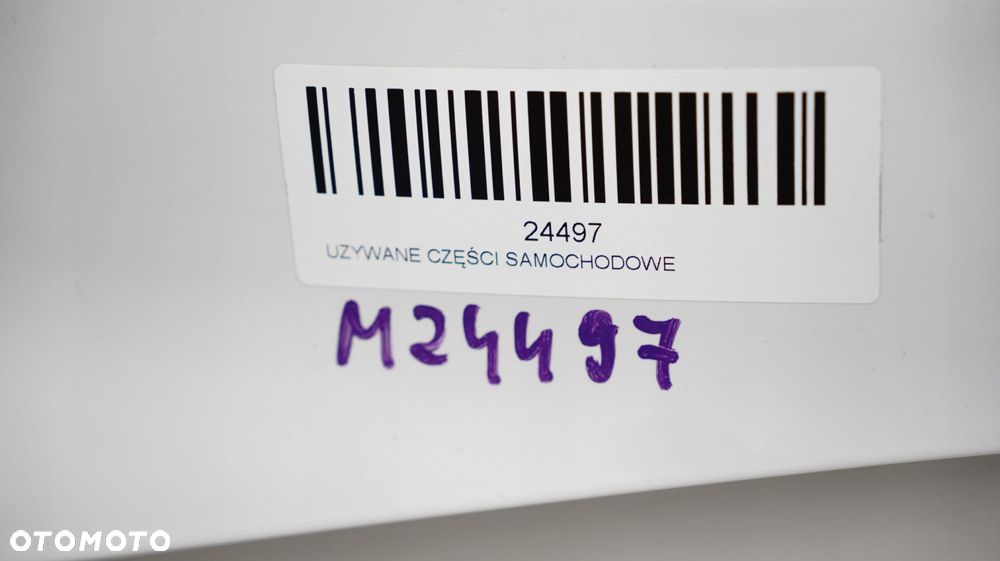 24497
UZYWANE CZĘŚCI SAMOCHODOWE
M24497
OTOMOTO